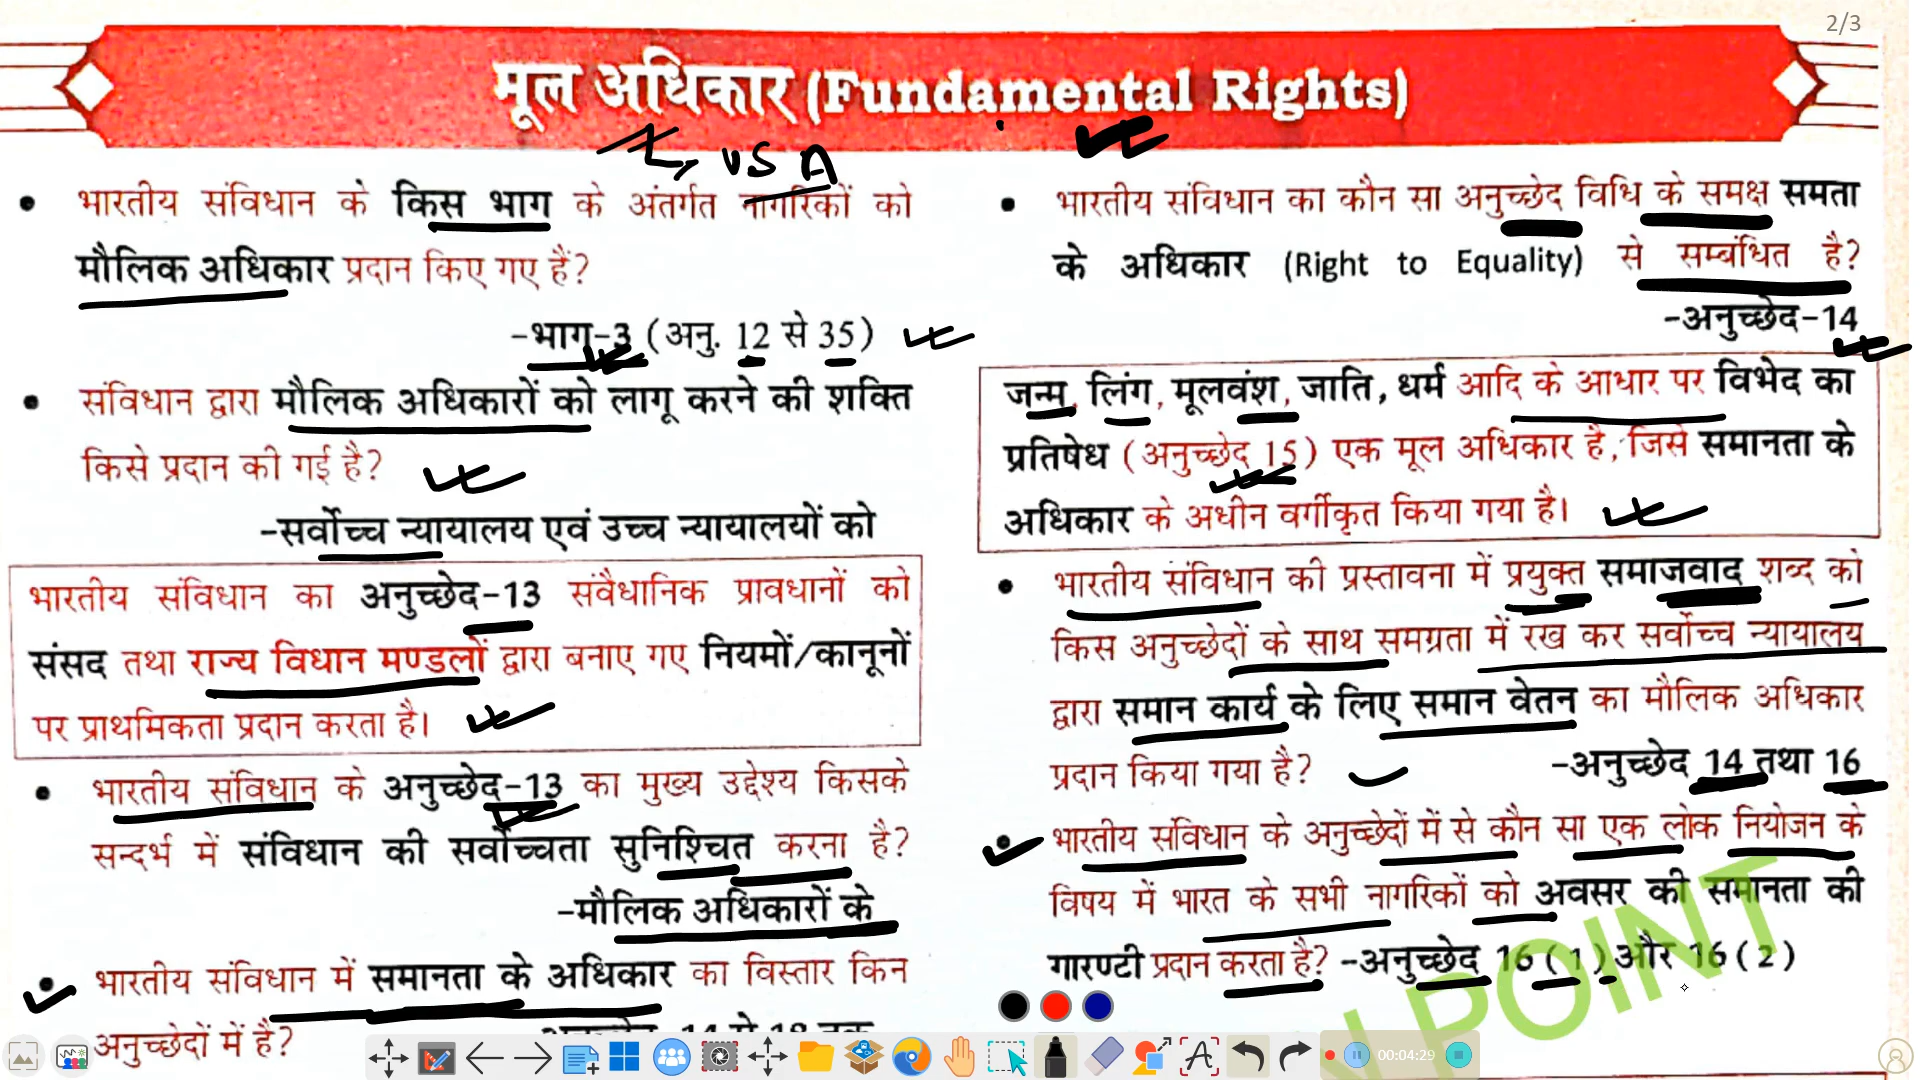 2/3
मूल अधिकार (Fundamental Rights)
vs A
• भारतीय संविधान के किस भाग के अंतर्गत नागरिकों को
मौलिक अधिकार प्रदान किए गए हैं?
-भाग-3 (अनु. 12 से 35)
• संविधान द्वारा मौलिक अधिकारों को लागू करने की शक्ति
किसे प्रदान की गई है?
-सर्वोच्च न्यायालय एवं उच्च न्यायालयों को
भारतीय संविधान का अनुच्छेद-13 संवैधानिक प्रावधानों को
संसद तथा राज्य विधान मण्डलों द्वारा बनाए गए नियमों/कानूनों
पर प्राथमिकता प्रदान करता है।
• भारतीय संविधान के अनुच्छेद-13 का मुख्य उद्देश्य किसके
सन्दर्भ में संविधान की सर्वोच्चता सुनिश्चित करना है?
-मौलिक अधिकारों के
• भारतीय संविधान में समानता के अधिकार का विस्तार किन
अनुच्छेदों में है?
• भारतीय संविधान का कौन सा अनुच्छेद विधि के समक्ष समता
के अधिकार (Right to Equality) से सम्बंधित है?
-अनुच्छेद-14
जन्म, लिंग, मूलवंश, जाति, धर्म आदि के आधार पर विभेद का
प्रतिषेध (अनुच्छेद 15) एक मूल अधिकार है, जिसे समानता के
अधिकार के अधीन वर्गीकृत किया गया है।
• भारतीय संविधान की प्रस्तावना में प्रयुक्त समाजवाद शब्द को
किस अनुच्छेदों के साथ समग्रता में रख कर सर्वोच्च न्यायालय
द्वारा समान कार्य के लिए समान वेतन का मौलिक अधिकार
प्रदान किया गया है?
-अनुच्छेद 14 तथा 16
• भारतीय संविधान के अनुच्छेदों में से कौन सा एक लोक नियोजन के
विषय में भारत के सभी नागरिकों को अवसर की समानता की
गारण्टी प्रदान करता है? -अनुच्छेद 16(1) और 16(2)
POINT
00:04:29